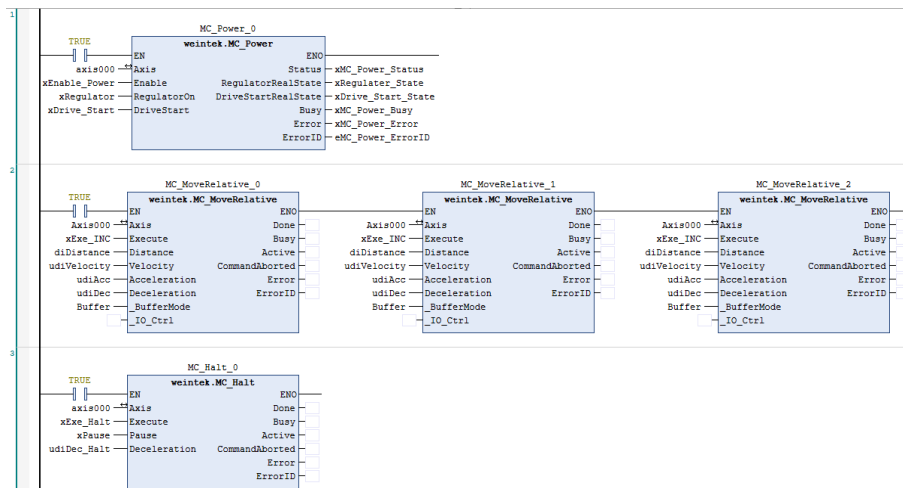 1
MC_Power_0
TRUE
weintek.MC_Power
EN ENO
axis000 Axis Status xMC_Power_Status
xEnable_Power Enable RegulatorRealState xRegulater_State
xRegulator RegulatorOn DriveStartRealState xDrive_Start_State
xDrive_Start DriveStart Busy xMC_Power_Busy
Error xMC_Power_Error
ErrorID eMC_Power_ErrorID
2
MC_MoveRelative_0 MC_MoveRelative_1 MC_MoveRelative_2
TRUE weintek.MC_MoveRelative weintek.MC_MoveRelative weintek.MC_MoveRelative
EN ENO EN ENO EN ENO
Axis000 Axis Done Axis000 Axis Done Axis000 Axis Done
xExe_INC Execute Busy xExe_INC Execute Busy xExe_INC Execute Busy
diDistance Distance Active diDistance Distance Active diDistance Distance Active
udiVelocity Velocity CommandAborted udiVelocity Velocity CommandAborted udiVelocity Velocity CommandAborted
udiAcc Acceleration Error udiAcc Acceleration Error udiAcc Acceleration Error
udiDec Deceleration ErrorID udiDec Deceleration ErrorID udiDec Deceleration ErrorID
Buffer _BufferMode Buffer _BufferMode Buffer _BufferMode
_IO_Ctrl _IO_Ctrl _IO_Ctrl
3
MC_Halt_0
TRUE weintek.MC_Halt
EN ENO
axis000 Axis Done
xExe_Halt Execute Busy
xPause Pause Active
udiDec_Halt Deceleration CommandAborted
Error
ErrorID